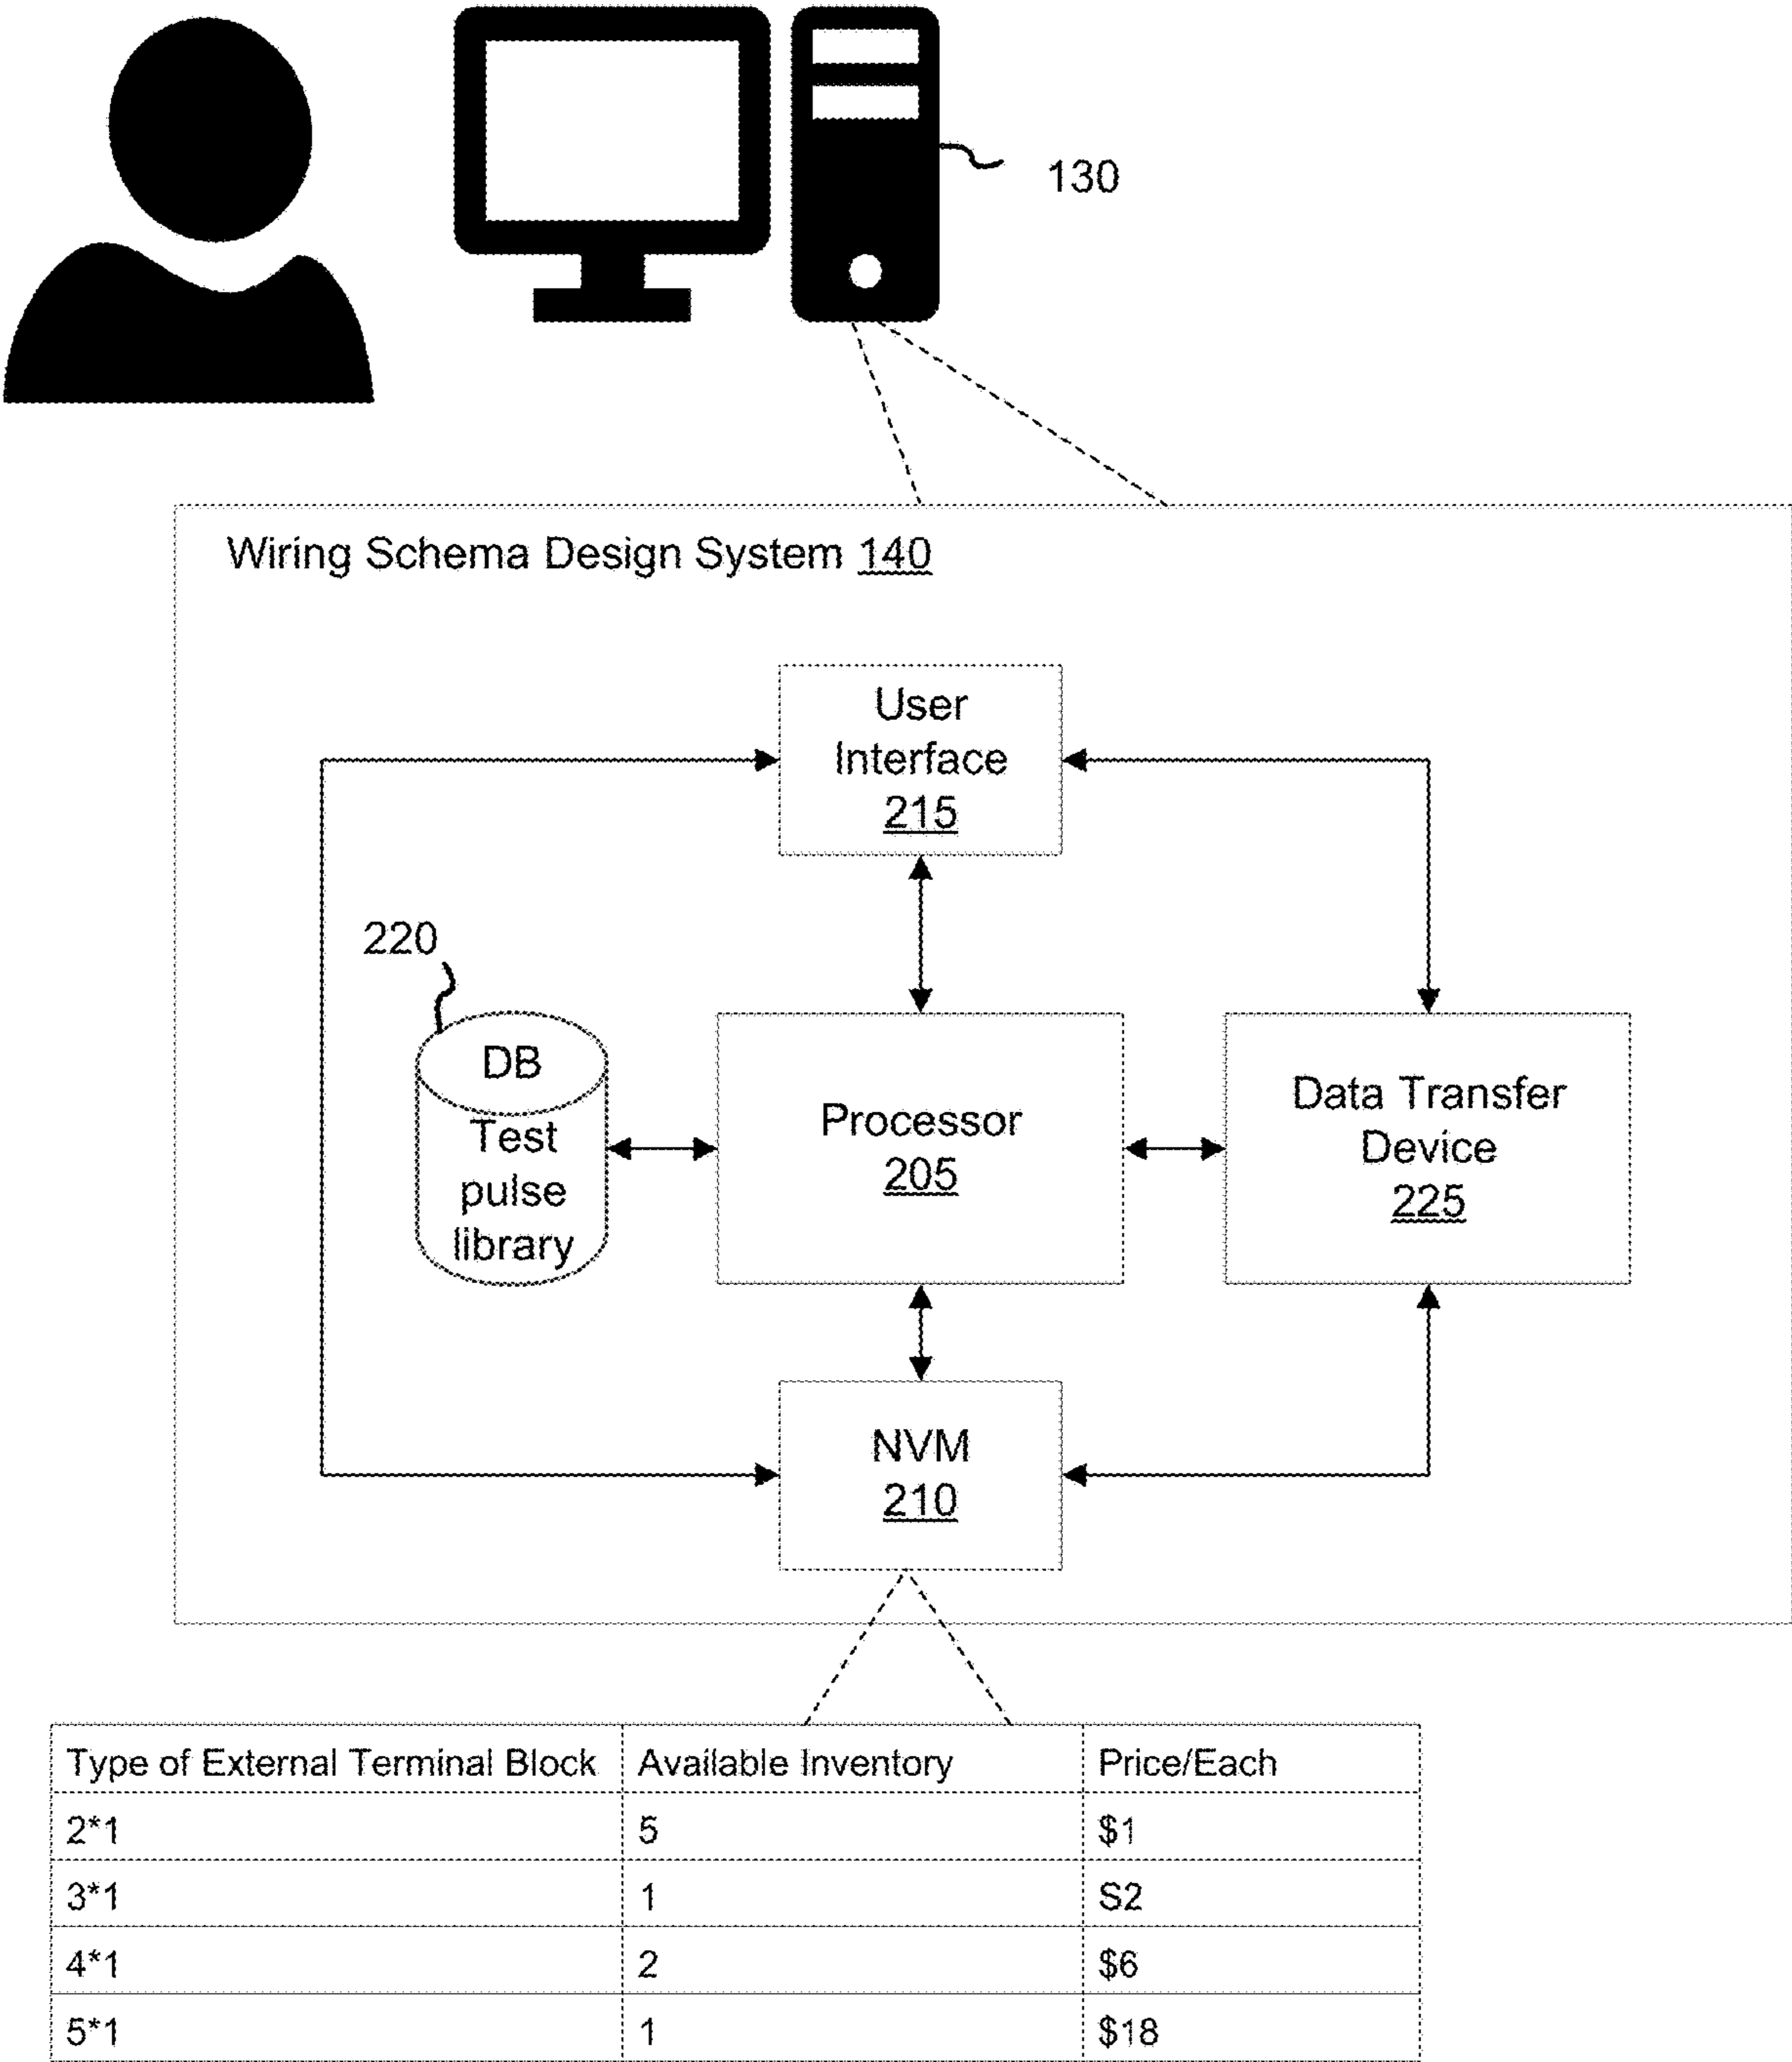 130
Wiring Schema Design System 140
User
Interface
215
220
DB
Test
pulse
library
Processor
205
Data Transfer
Device
225
NVM
210
Type of External Terminal Block Available Inventory Price/Each
2*1 5 $1
3*1 1 S2
4*1 2 $6
5*1 1 $18